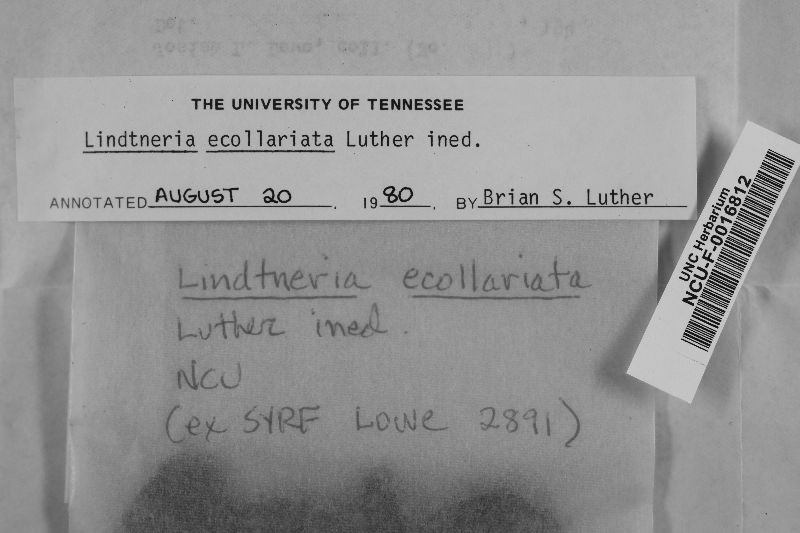 THE UNIVERSITY OF TENNESSEE
Lindtneria ecollariata Luther ined.
ANNOTATED AUGUST 20 . 1980 . BY Brian S. Luther
UNC Herbarium
NCU-F-0016812
Lindtneria ecollariata
Luther ined.
NCU
(ex SYRF LOWE 2891)